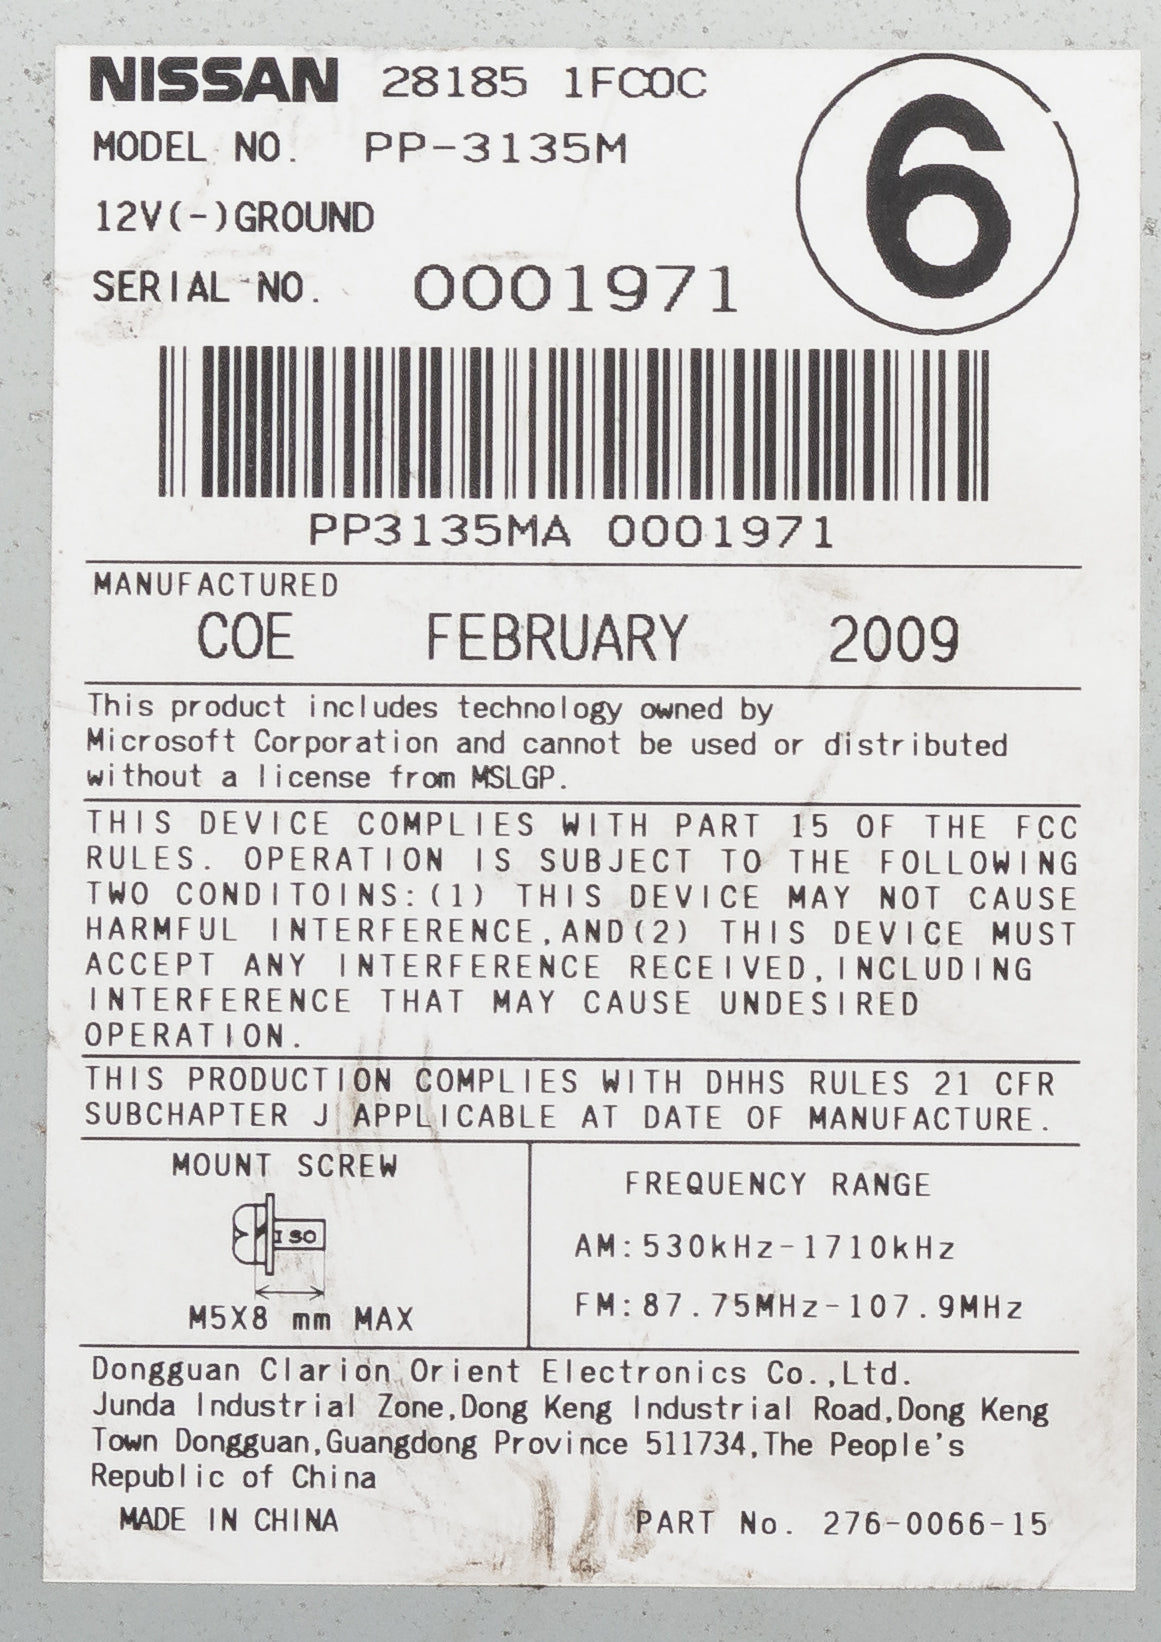 NISSAN 28185 1FC0C
6
MODEL NO. PP-3135M
12V(-)GROUND
SERIAL NO. 0001971
PP3135MA 0001971
MANUFACTURED
COE FEBRUARY 2009
This product includes technology owned by
Microsoft Corporation and cannot be used or distributed
without a license from MSLGP.
THIS DEVICE COMPLIES WITH PART 15 OF THE FCC
RULES. OPERATION IS SUBJECT TO THE FOLLOWING
TWO CONDITOINS:(1) THIS DEVICE MAY NOT CAUSE
HARMFUL INTERFERENCE,AND(2) THIS DEVICE MUST
ACCEPT ANY INTERFERENCE RECEIVED,INCLUDING
INTERFERENCE THAT MAY CAUSE UNDESIRED
OPERATION.
THIS PRODUCTION COMPLIES WITH DHHS RULES 21 CFR
SUBCHAPTER J APPLICABLE AT DATE OF MANUFACTURE.
MOUNT SCREW
ISO
M5X8 mm MAX
FREQUENCY RANGE
AM:530kHz-1710kHz
FM:87.75MHz-107.9MHz
Dongguan Clarion Orient Electronics Co.,Ltd.
Junda Industrial Zone,Dong Keng Industrial Road,Dong Keng
Town Dongguan,Guangdong Province 511734,The People's
Republic of China
MADE IN CHINA PART No. 276-0066-15